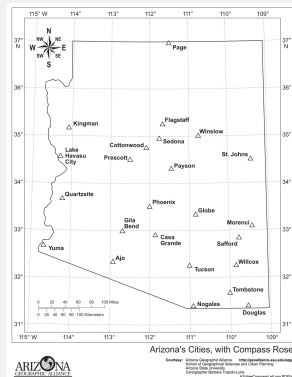 115° W 114° 113° 112° 111° 110° 109°
N
NW NE
W E
SW SE
S
37° 37°
Page
36° 36°
Kingman
Flagstaff
Winslow
35° 35°
Sedona
Cottonwood
Lake
Havasu
City
Prescott
St. Johns
Payson
34° 34°
Quartzsite
Phoenix
Globe
Gila
Bend
Morenci
33° 33°
Casa
Grande
Safford
Yuma
Ajo
Tucson
Willcox
32° 32°
0 20 40 60 80 100 Miles
0 20 40 60 80 100 Kilometers
Tombstone
Nogales
Douglas
31° 31°
115° W 114° 113° 112° 111° 110° 109°
Arizona's Cities, with Compass Rose
ARIZONA
GEOGRAPHIC ALLIANCE
Courtesy: Arizona Geographic Alliance
School of Geographical Sciences and Urban Planning
Arizona State University
Cartographer Barbara Trapido-Lurie